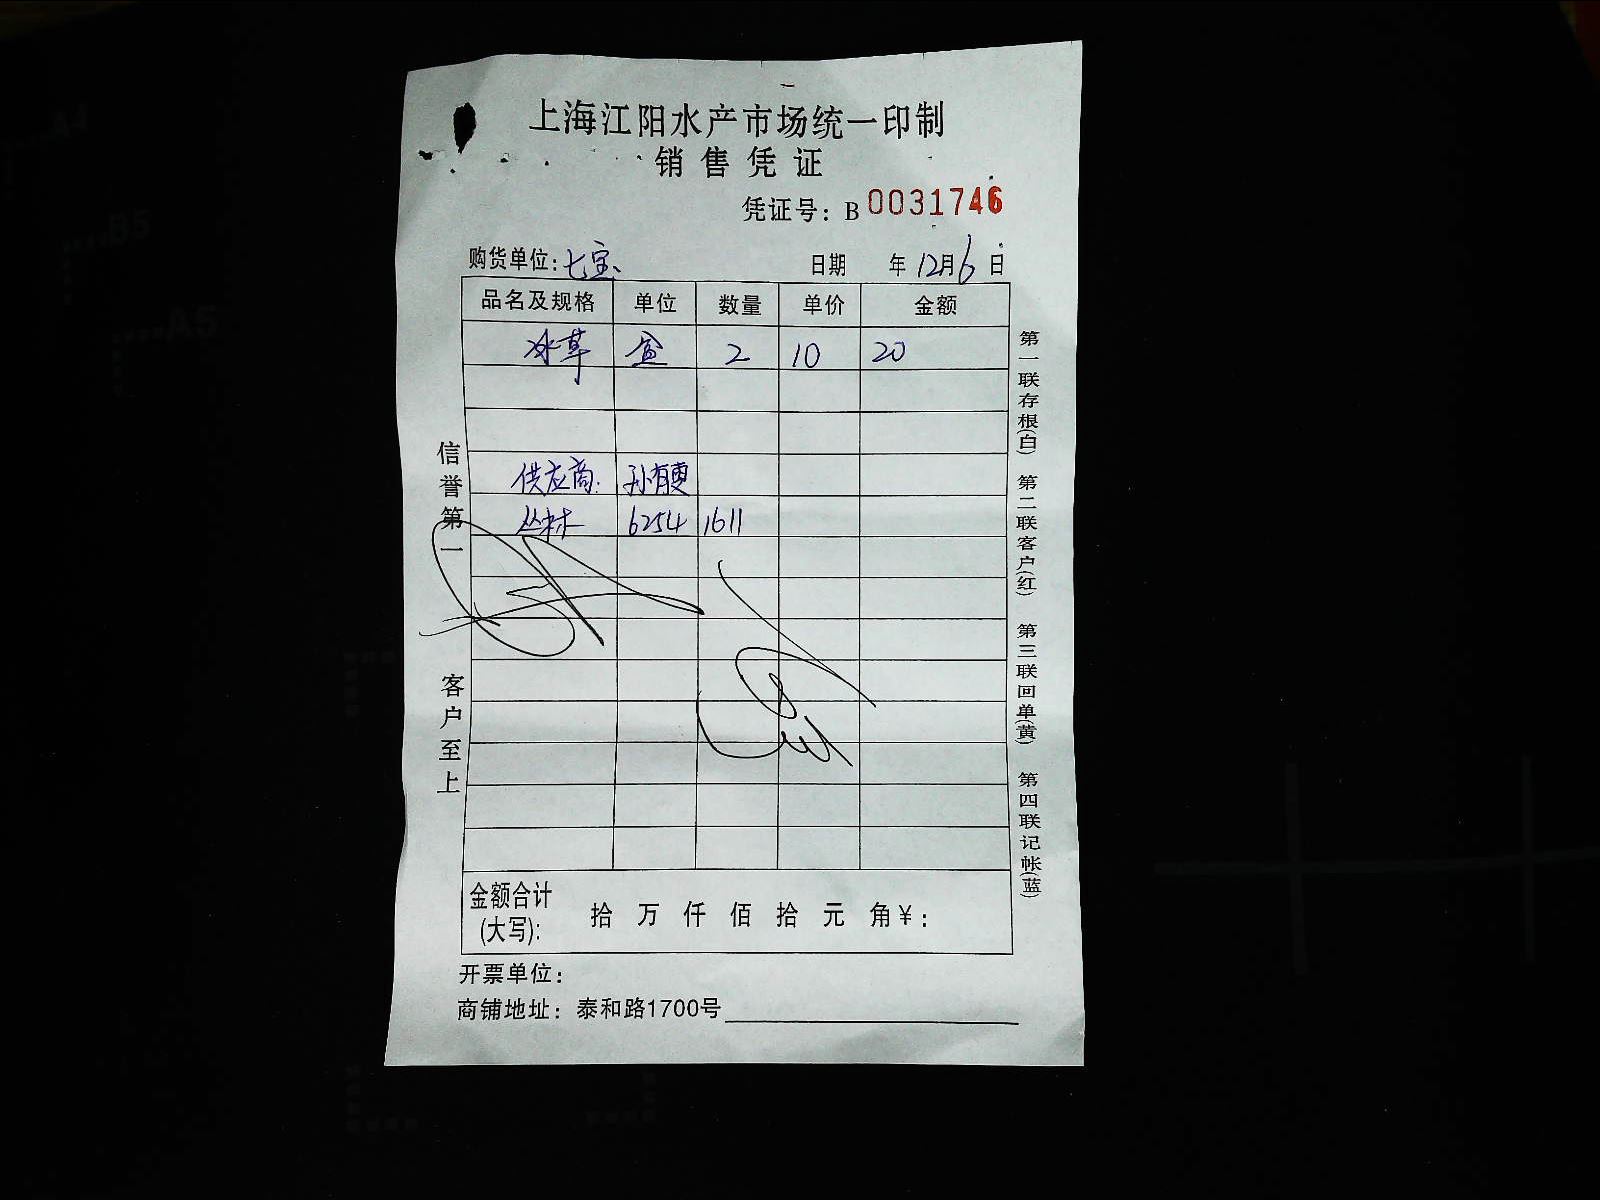 上海江阳水产市场统一印制
销售凭证
凭证号：B 0031746
购货单位：七宝 日期 年12月6日
品名及规格 单位 数量 单价 金额
冰草 盒 2 10 20
供应商： 孙有更
丛林 6254 1611
金额合计(大写): 拾 万 仟 佰 拾 元 角￥：
开票单位：
商铺地址：泰和路1700号
信誉第一 客户至上
第一联存根(白) 第二联客户(红) 第三联回单(黄) 第四联记帐(蓝)